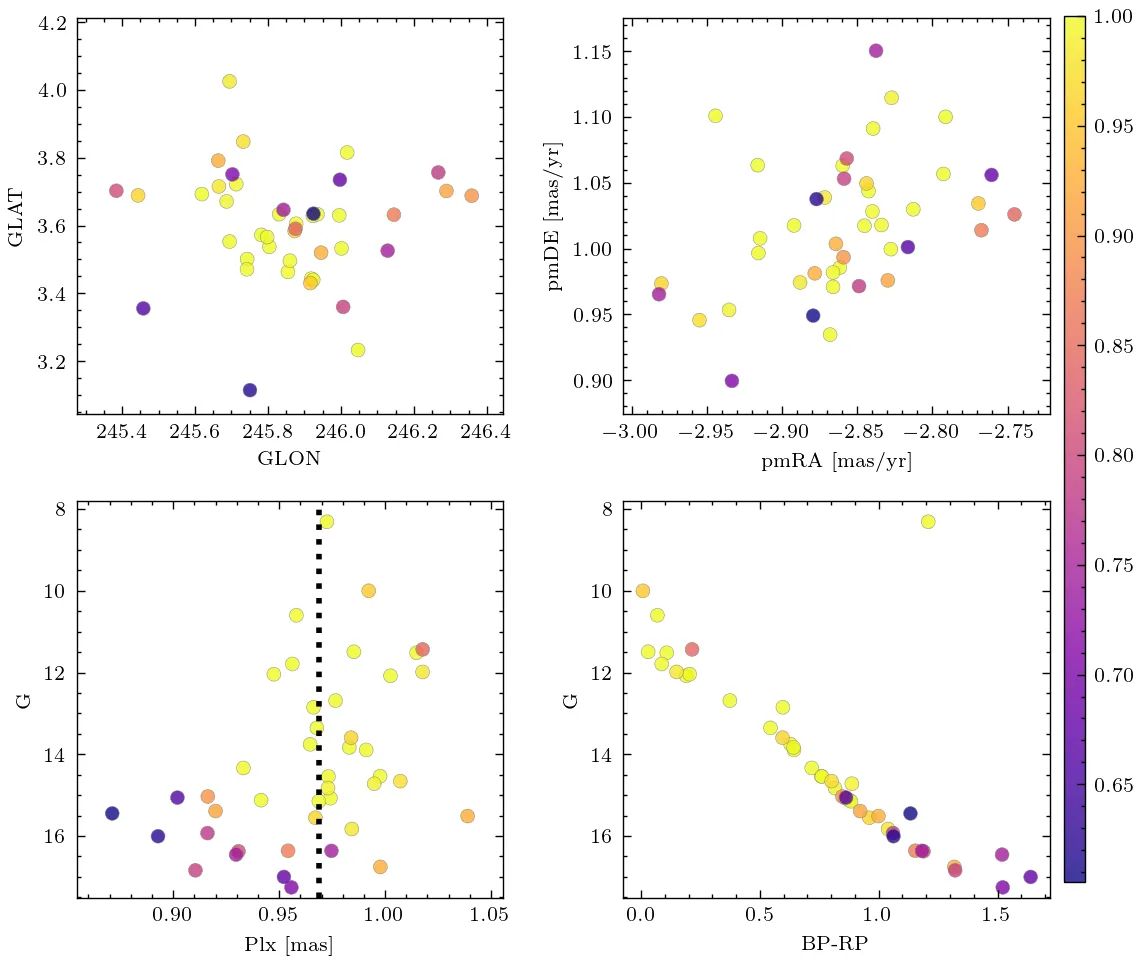 4.2
4.0
3.8
3.6
3.4
3.2
GLAT
245.4 245.6 245.8 246.0 246.2 246.4
GLON
1.15
1.10
1.05
1.00
0.95
0.90
pmDE [mas/yr]
−3.00 −2.95 −2.90 −2.85 −2.80 −2.75
pmRA [mas/yr]
8
10
12
14
16
G
0.90 0.95 1.00 1.05
Plx [mas]
8
10
12
14
16
G
0.0 0.5 1.0 1.5
BP-RP
1.00
0.95
0.90
0.85
0.80
0.75
0.70
0.65